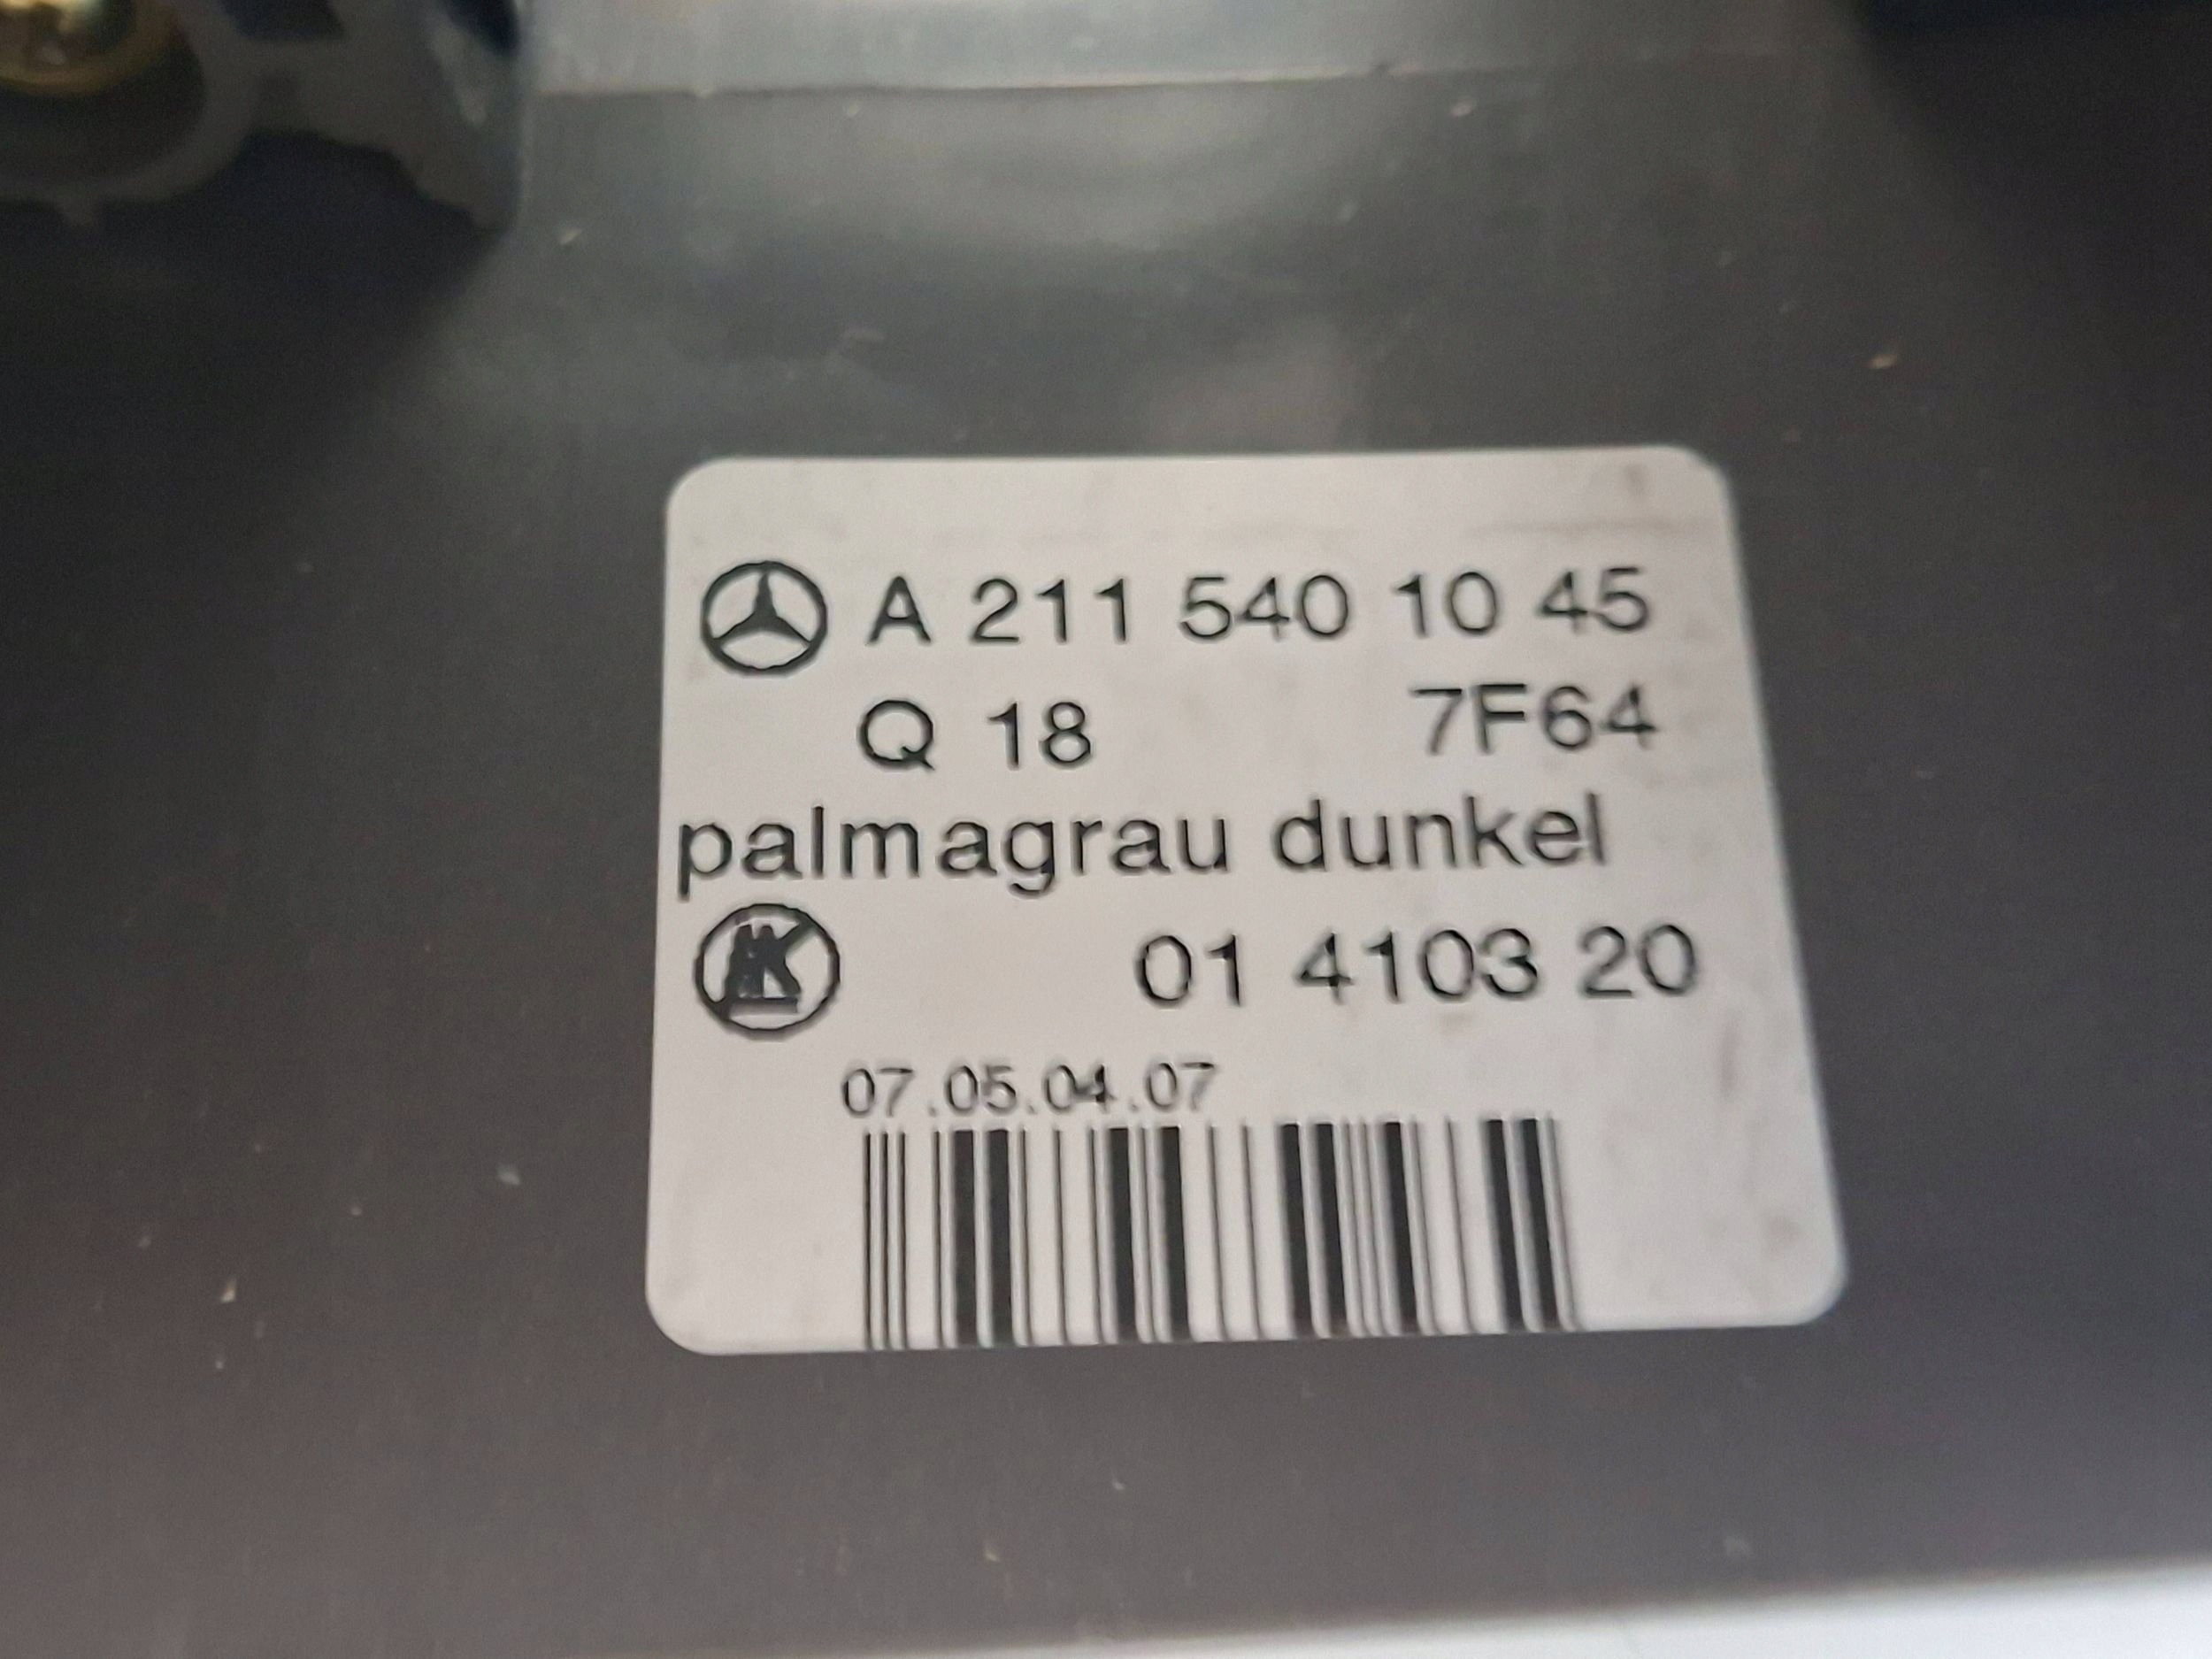 A 211 540 10 45
Q 18 7F64
palmagrau dunkel
01 4103 20
07.05.04.07